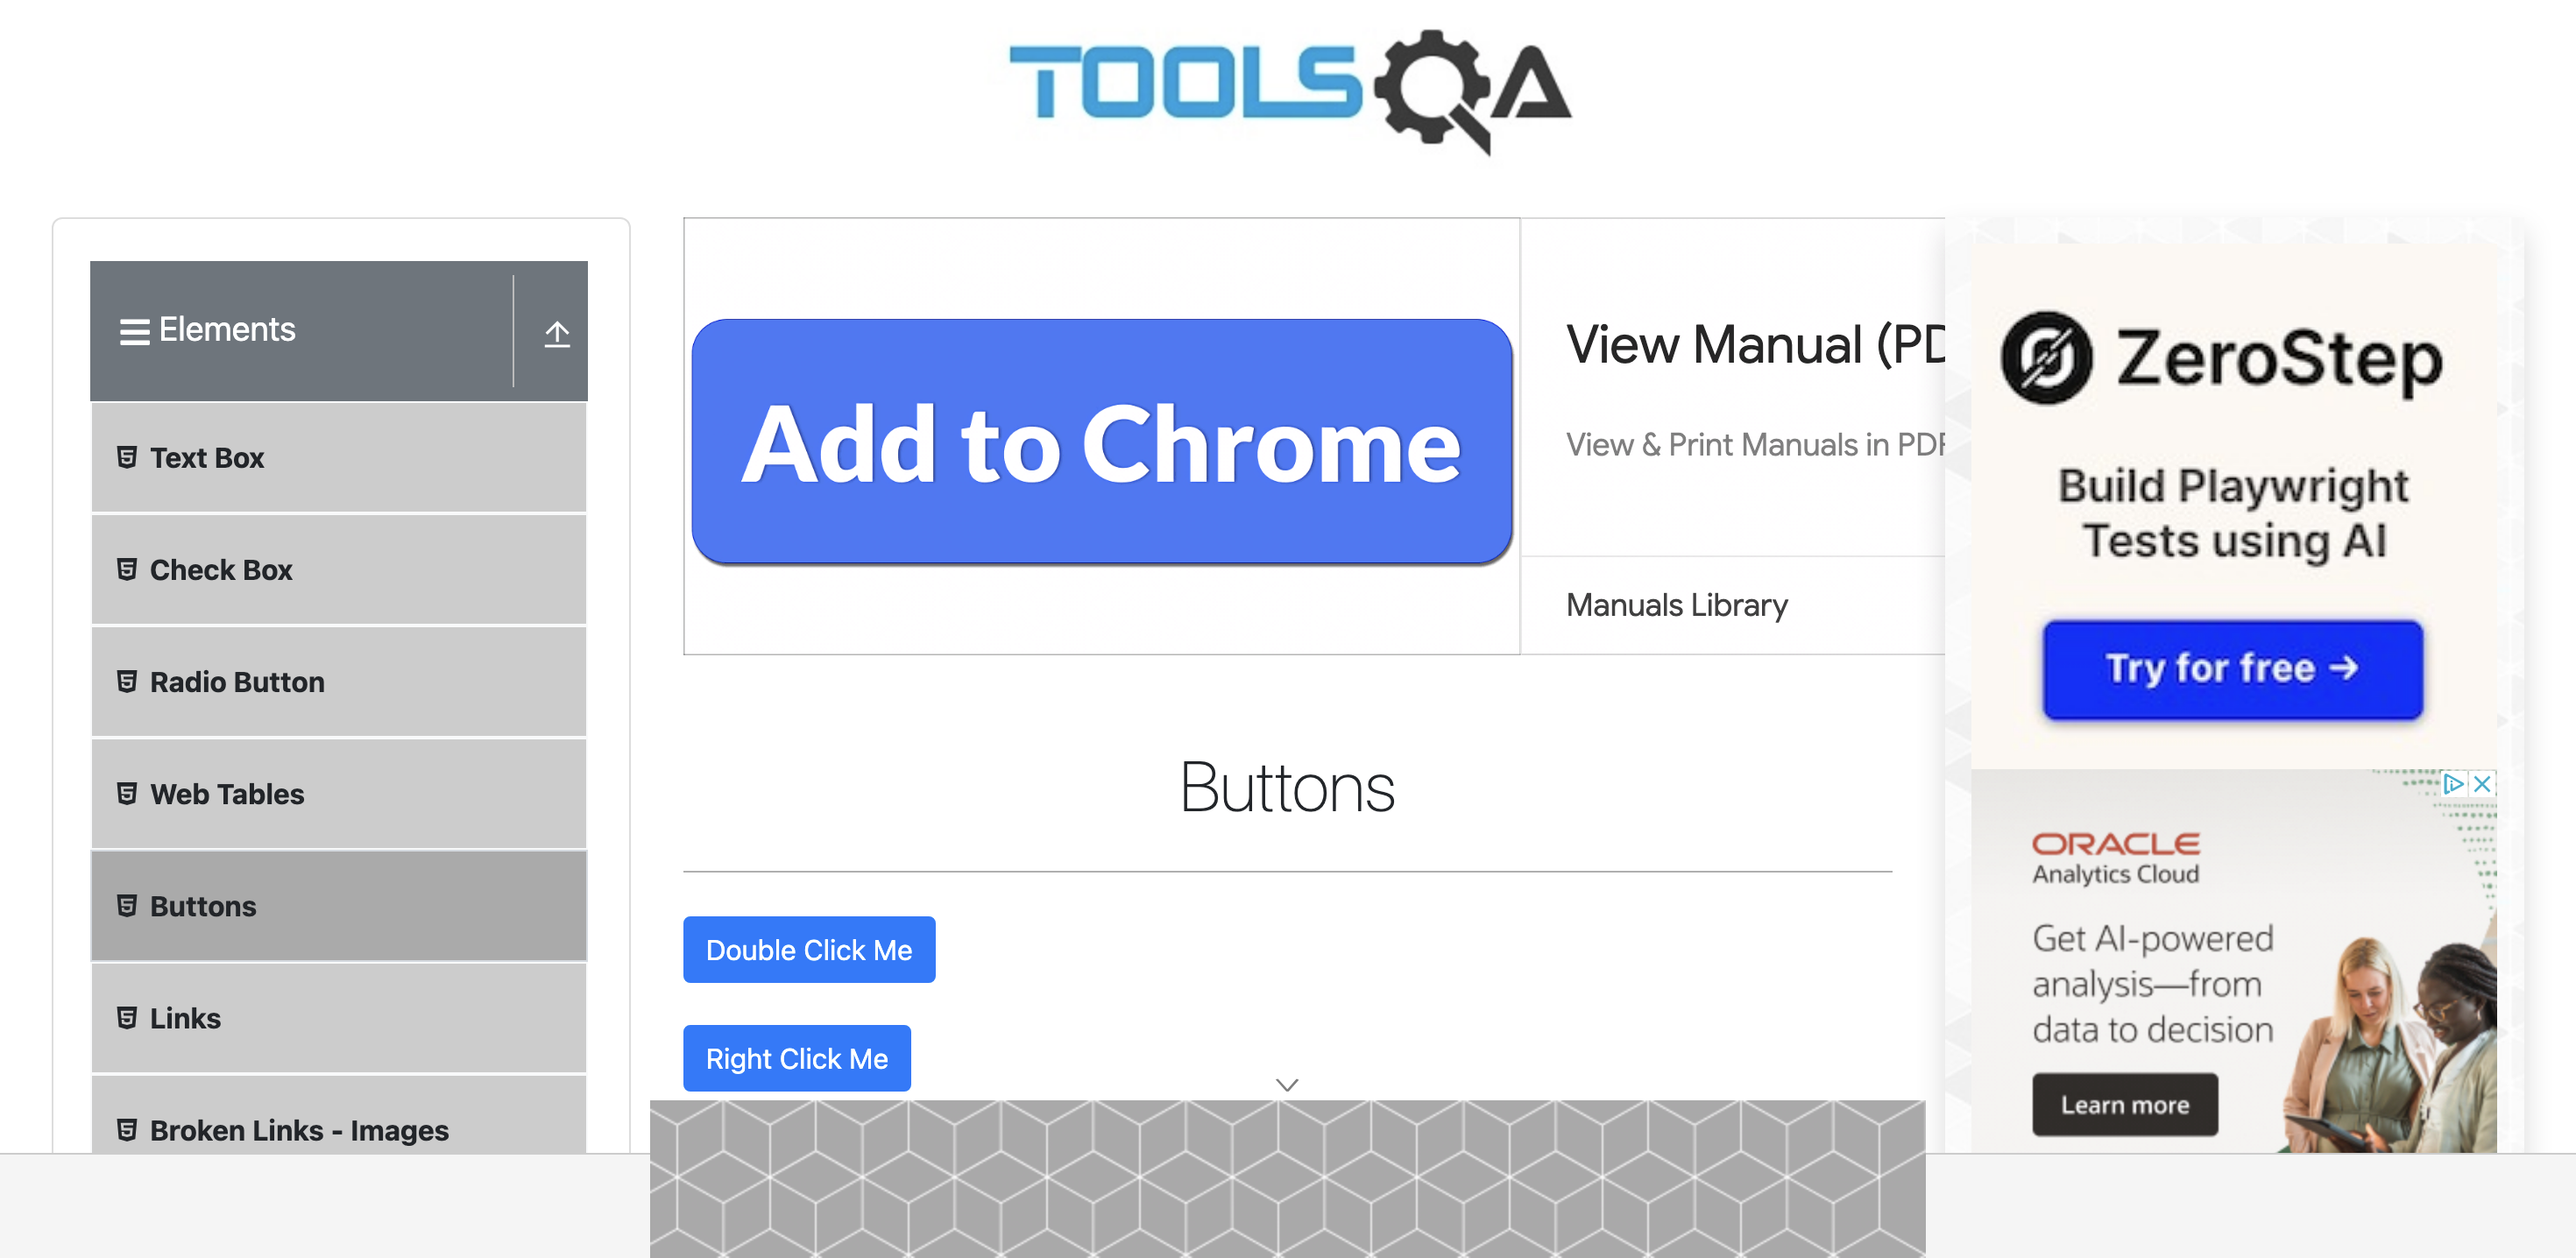 TOOLSQA
Elements
Text Box
Check Box
Radio Button
Web Tables
Buttons
Links
Broken Links - Images
Add to Chrome
View Manual (PD
View & Print Manuals in PDF
Manuals Library
Buttons
Double Click Me
Right Click Me
ZeroStep
Build Playwright
Tests using AI
Try for free →
ORACLE
Analytics Cloud
Get AI-powered
analysis—from
data to decision
Learn more